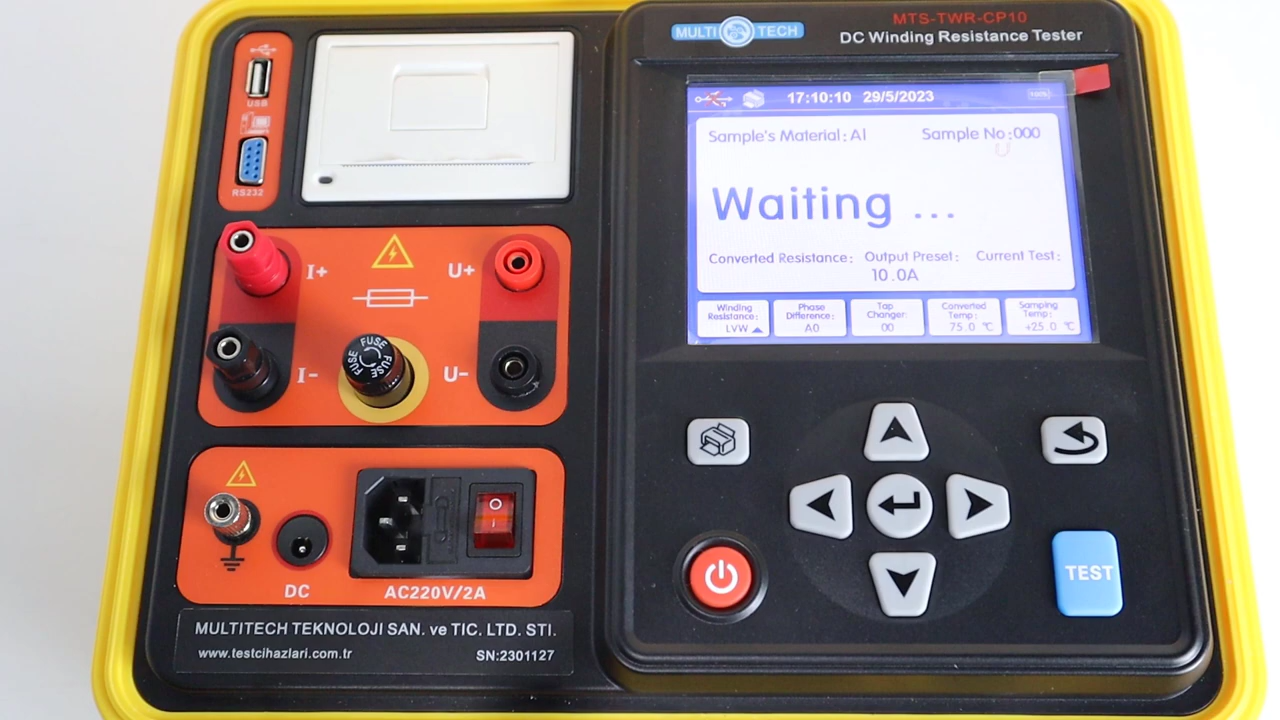 USB
RS232
I+
U+
I-
U-
FUSE FUSE FUSE
DC
AC220V/2A
MULTITECH TEKNOLOJI SAN. ve TIC. LTD. STI.
www.testcihazlari.com.tr
SN:2301127
MULTI TECH
MTS-TWR-CP10
DC Winding Resistance Tester
17:10:10 29/5/2023
100%
Sample's Material: Al
Sample No:000
Waiting ...
Converted Resistance: Output Preset: Current Test:
10.0A
Winding Resistance: LVW
Phase Difference: A0
Tap Changer: 00
Converted Temp: 75.0 ℃
Samping Temp: +25.0 ℃
TEST